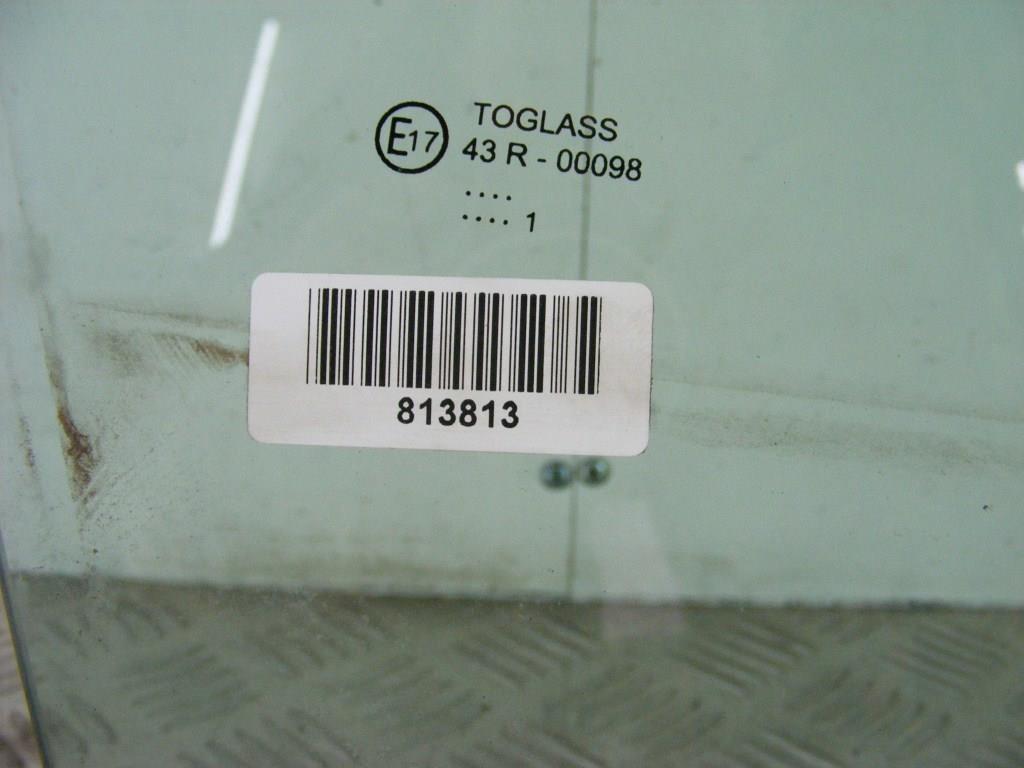 E17 TOGLASS
43 R - 00098
....
.... 1
813813